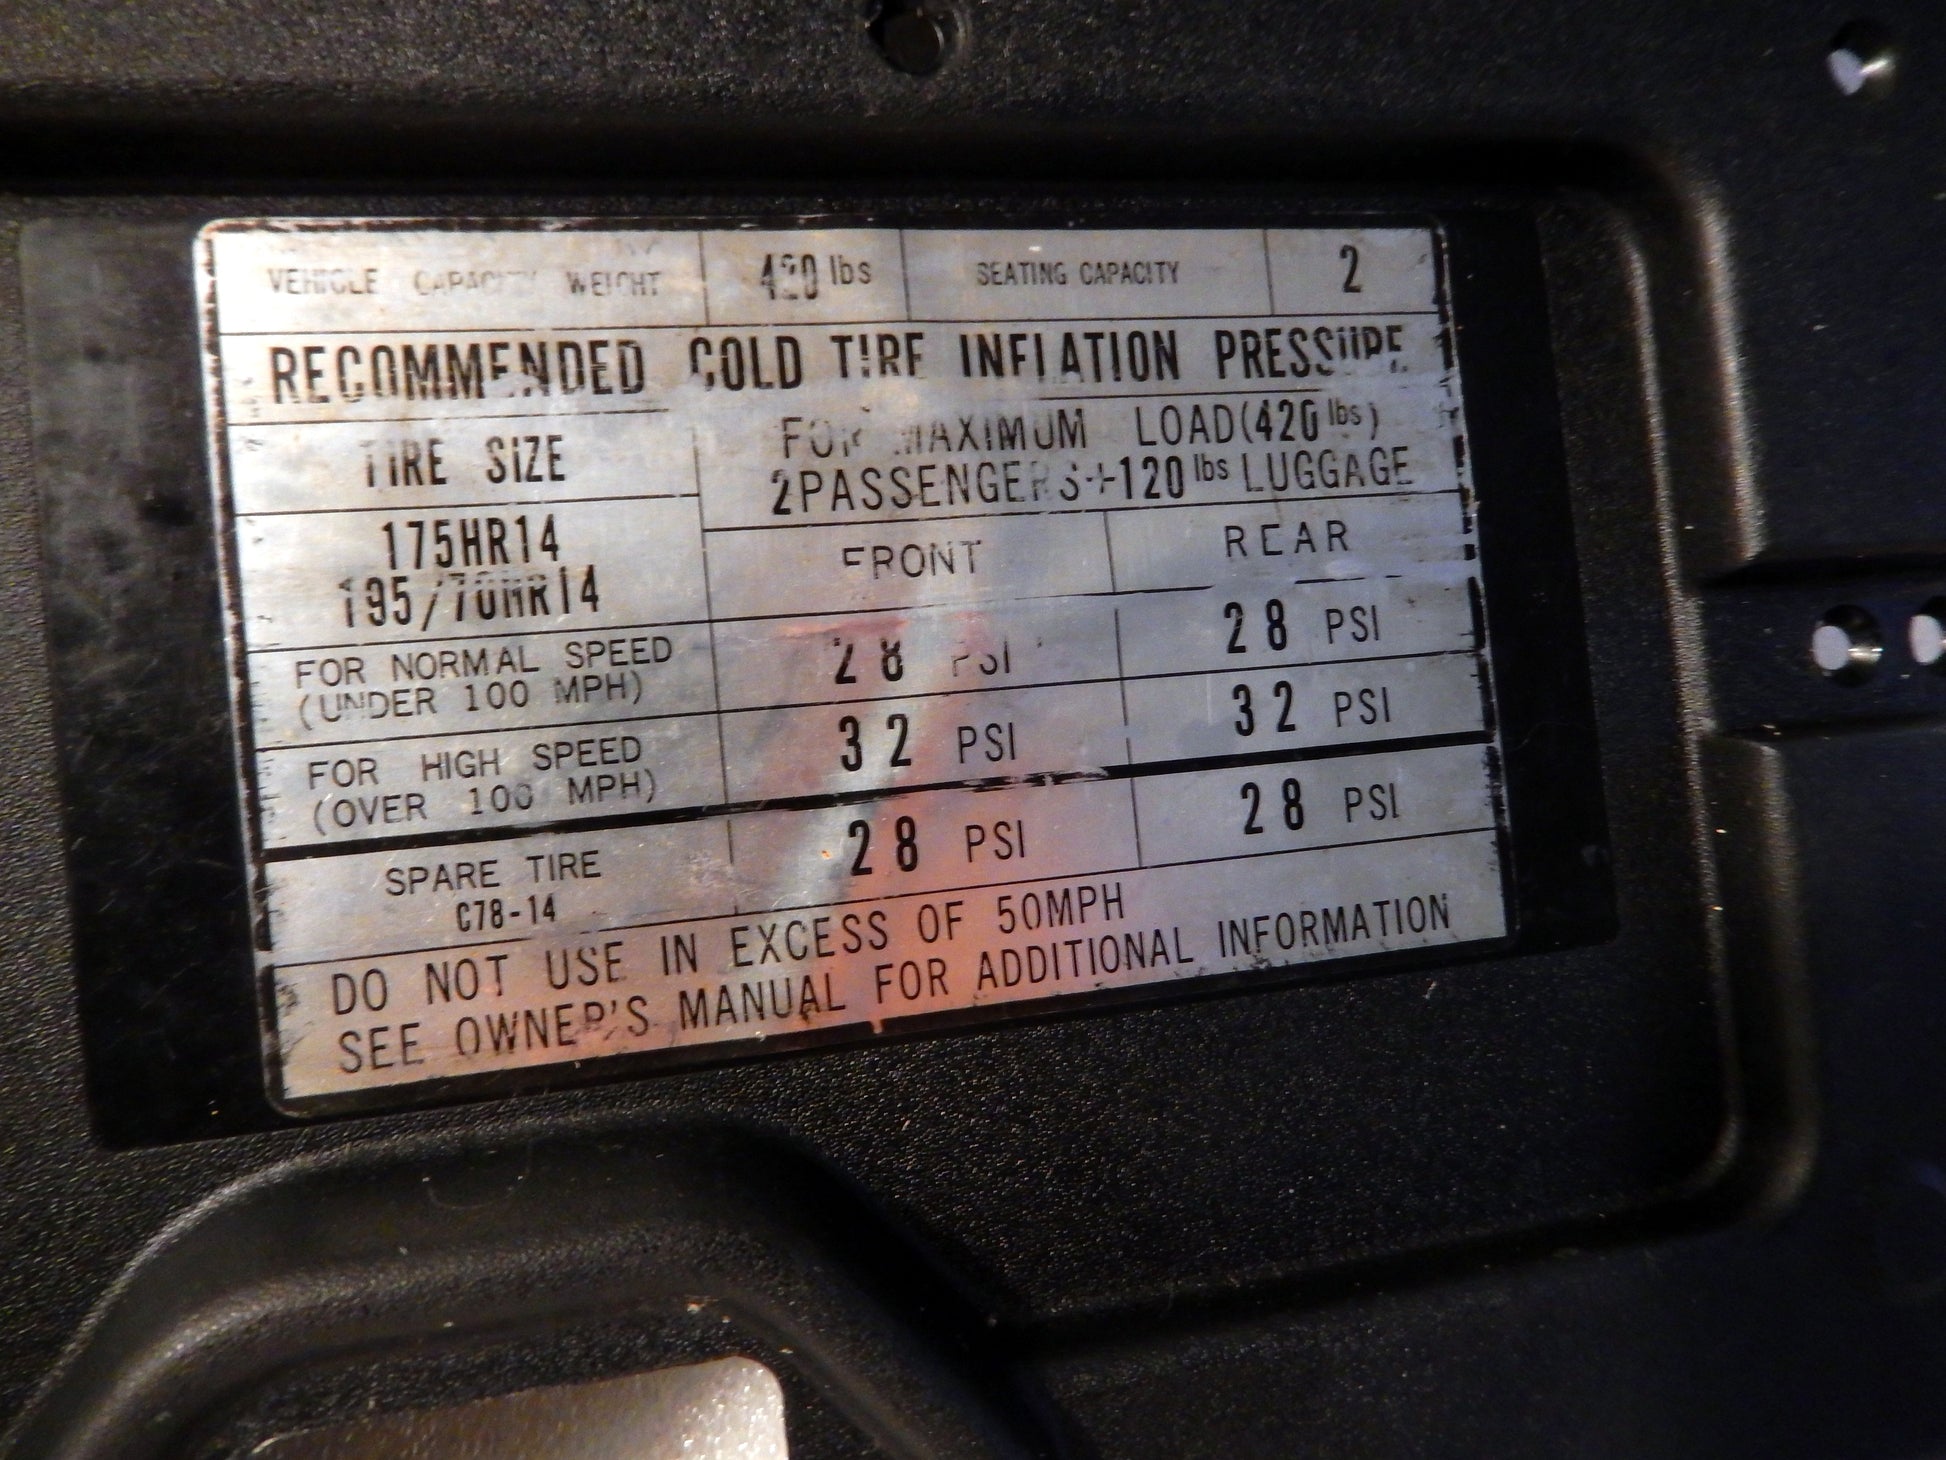 VEHICLE CAPACITY WEIGHT 420 lbs SEATING CAPACITY 2
RECOMMENDED COLD TIRE INFLATION PRESSURE
TIRE SIZE
FOR MAXIMUM LOAD(420 lbs)
2PASSENGERS+120 lbs LUGGAGE
175HR14
195/70HR14
FRONT REAR
FOR NORMAL SPEED
(UNDER 100 MPH)
28 PSI 28 PSI
FOR HIGH SPEED
(OVER 100 MPH)
32 PSI 32 PSI
SPARE TIRE
C78-14
28 PSI 28 PSI
DO NOT USE IN EXCESS OF 50MPH
SEE OWNER'S MANUAL FOR ADDITIONAL INFORMATION